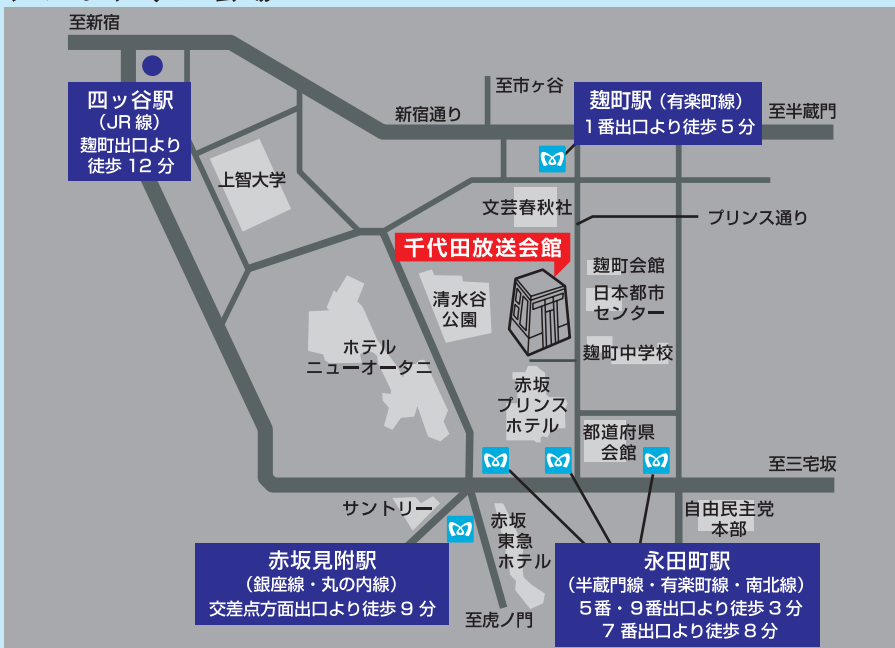 至新宿
四ッ谷駅
(JR線)
麹町出口より
徒歩12分
上智大学
新宿通り
至市ヶ谷
麹町駅(有楽町線)
1番出口より徒歩5分
至半蔵門
文芸春秋社
プリンス通り
千代田放送会館
麹町会館
日本都市
センター
清水谷
公園
麹町中学校
ホテル
ニューオータニ
赤坂
プリンス
ホテル
都道府県
会館
至三宅坂
サントリー
赤坂
東急
ホテル
自由民主党
本部
赤坂見附駅
(銀座線・丸の内線)
交差点方面出口より徒歩9分
至虎ノ門
永田町駅
(半蔵門線・有楽町線・南北線)
5番・9番出口より徒歩3分
7番出口より徒歩8分